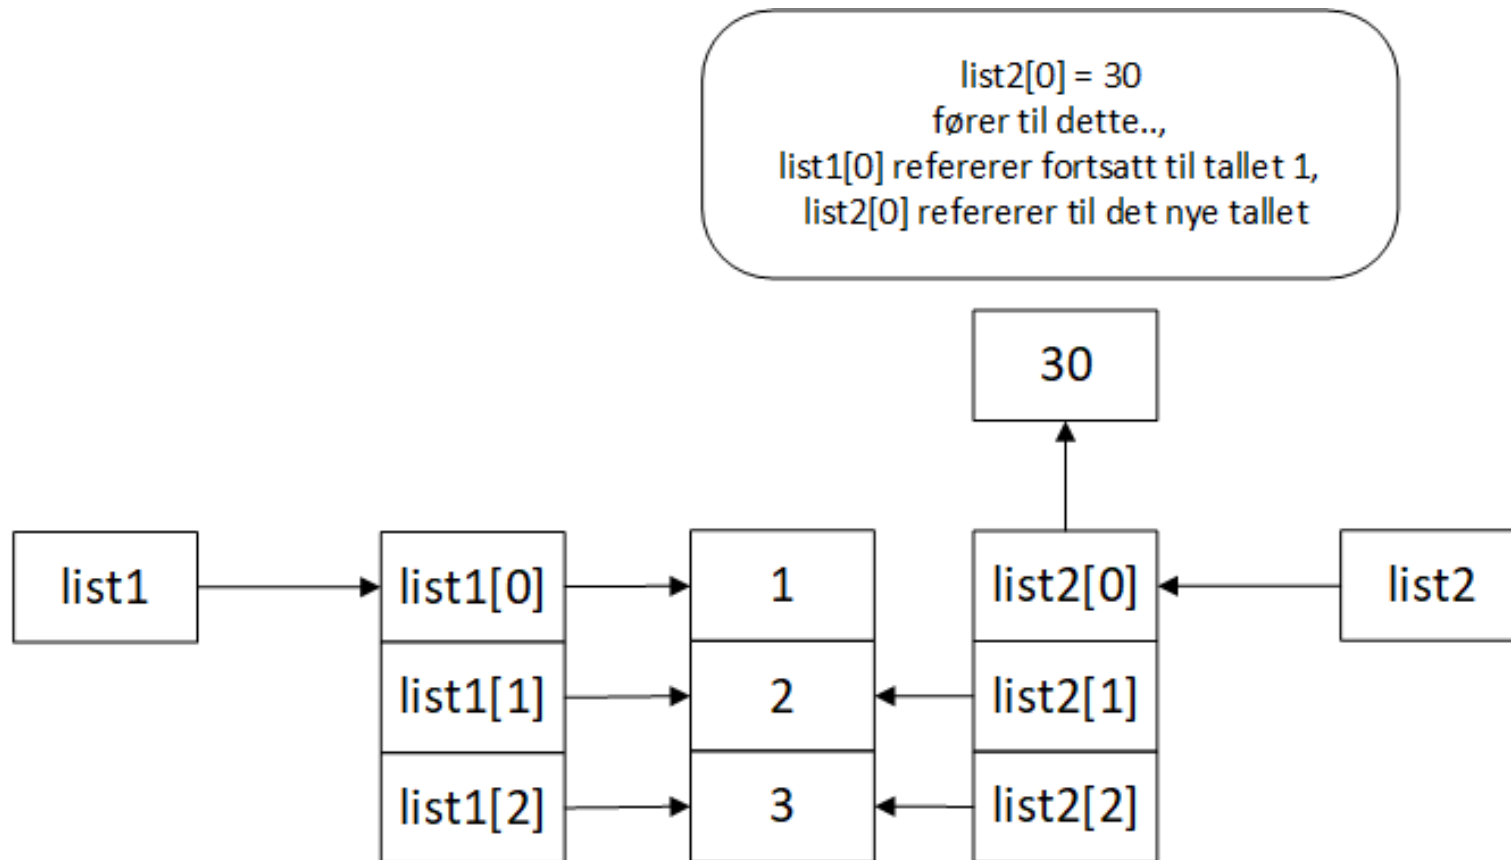 list2[0] = 30
fører til dette..,
list1[0] refererer fortsatt til tallet 1,
list2[0] refererer til det nye tallet
30
list1
list1[0]
1
list2[0]
list2
list1[1]
2
list2[1]
list1[2]
3
list2[2]